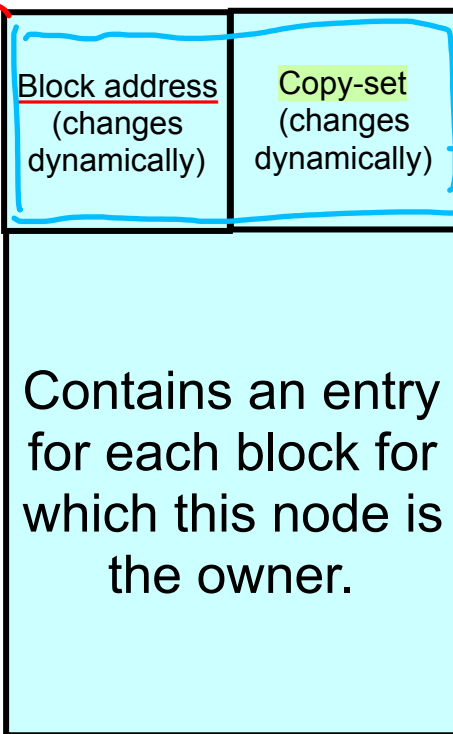 Block address
(changes
dynamically)
Copy-set
(changes
dynamically)
Contains an entry
for each block for
which this node is
the owner.